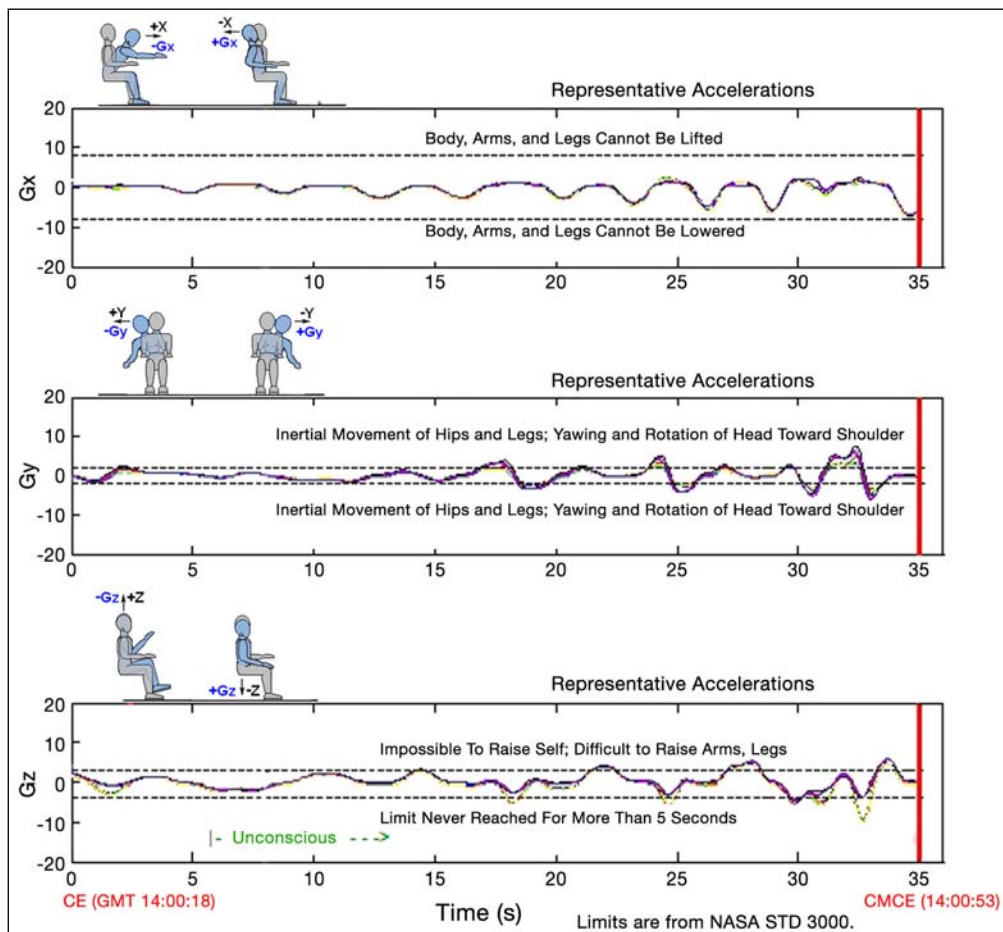 +X
-Gx
-X
+Gx
Representative Accelerations
20
10
0
-10
-20
Gx
Body, Arms, and Legs Cannot Be Lifted
Body, Arms, and Legs Cannot Be Lowered
0 5 10 15 20 25 30 35
+Y
-Gy
-Y
+Gy
Representative Accelerations
20
10
0
-10
-20
Gy
Inertial Movement of Hips and Legs; Yawing and Rotation of Head Toward Shoulder
Inertial Movement of Hips and Legs; Yawing and Rotation of Head Toward Shoulder
0 5 10 15 20 25 30 35
-Gz +Z
+Gz -Z
Representative Accelerations
20
10
0
-10
-20
Gz
Impossible To Raise Self; Difficult to Raise Arms, Legs
Limit Never Reached For More Than 5 Seconds
Unconscious
0 5 10 15 20 25 30 35
CE (GMT 14:00:18)
Time (s)
CMCE (14:00:53)
Limits are from NASA STD 3000.